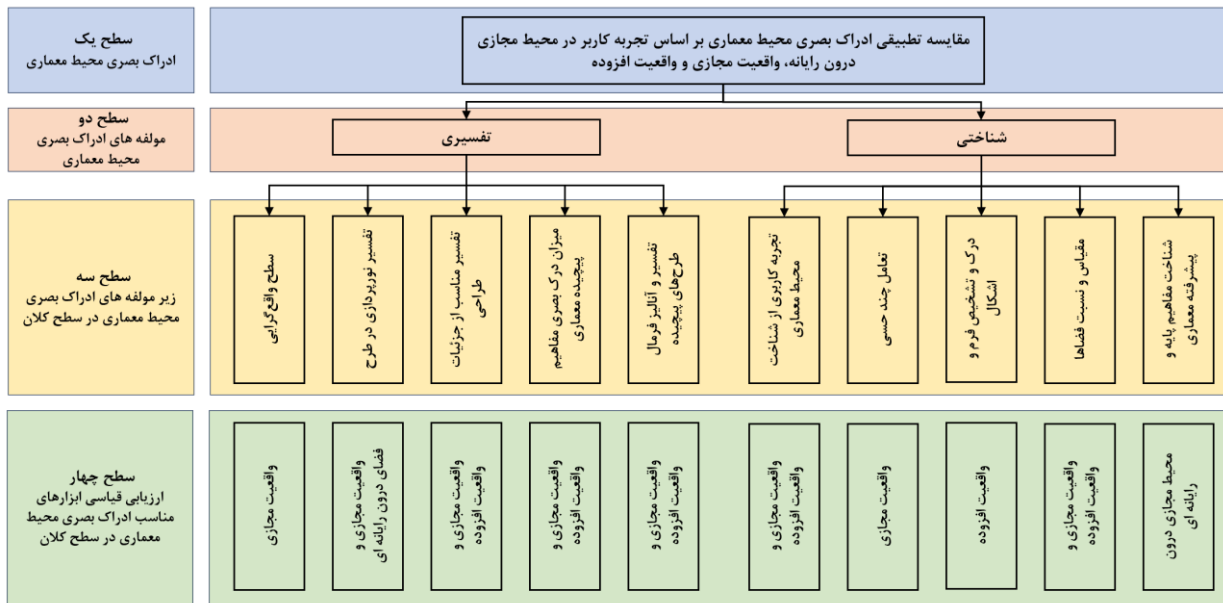 سطح یک
ادراک بصری محیط معماری
مقایسه تطبیقی ادراک بصری محیط معماری بر اساس تجربه کاربر در محیط مجازی
درون رایانه، واقعیت مجازی و واقعیت افزوده
سطح دو
مولفه های ادراک بصری
محیط معماری
شناختی
تفسیری
سطح سه
زیر مولفه های ادراک بصری
محیط معماری در سطح کلان
شناخت مفاهیم پایه و
پیشرفته معماری
مقیاس و نسبت فضاها
درک و تشخیص فرم و
اشکال
تعامل چند حسی
تجربه کاربری از شناخت
محیط معماری
تفسیر و آنالیز فرمال
طرح‌های پیچیده
میزان درک بصری مفاهیم
پیچیده معماری
تفسیر مناسب از جزئیات
طراحی
تفسیر نورپردازی در طرح
سطح واقع‌گرایی
سطح چهار
ارزیابی قیاسی ابزارهای
مناسب ادراک بصری محیط
معماری در سطح کلان
محیط مجازی درون
رایانه ای
واقعیت مجازی و
واقعیت افزوده
واقعیت افزوده
واقعیت مجازی
واقعیت مجازی و
واقعیت افزوده
واقعیت مجازی و
واقعیت افزوده
واقعیت مجازی و
واقعیت افزوده
واقعیت مجازی و
واقعیت افزوده
واقعیت مجازی و
فضای درون رایانه ای
واقعیت مجازی